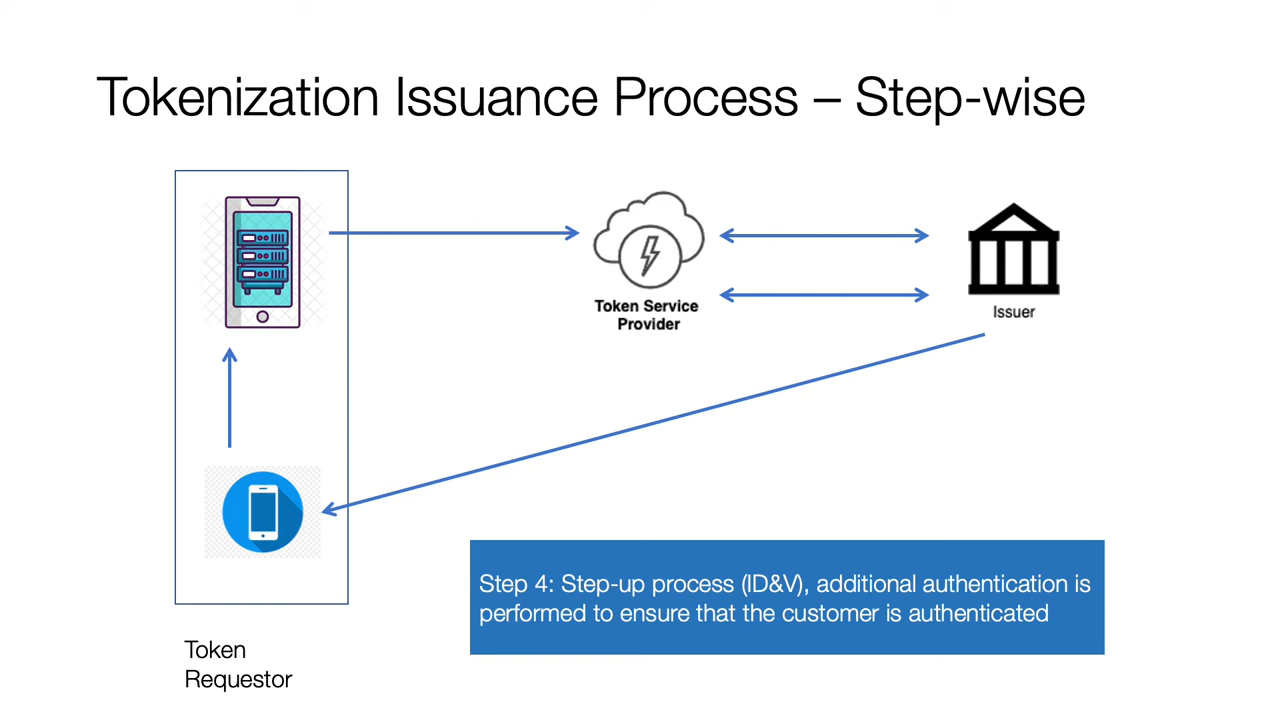 Tokenization Issuance Process – Step-wise
Token Service
Provider
Issuer
Step 4: Step-up process (ID&V), additional authentication is
performed to ensure that the customer is authenticated
Token
Requestor